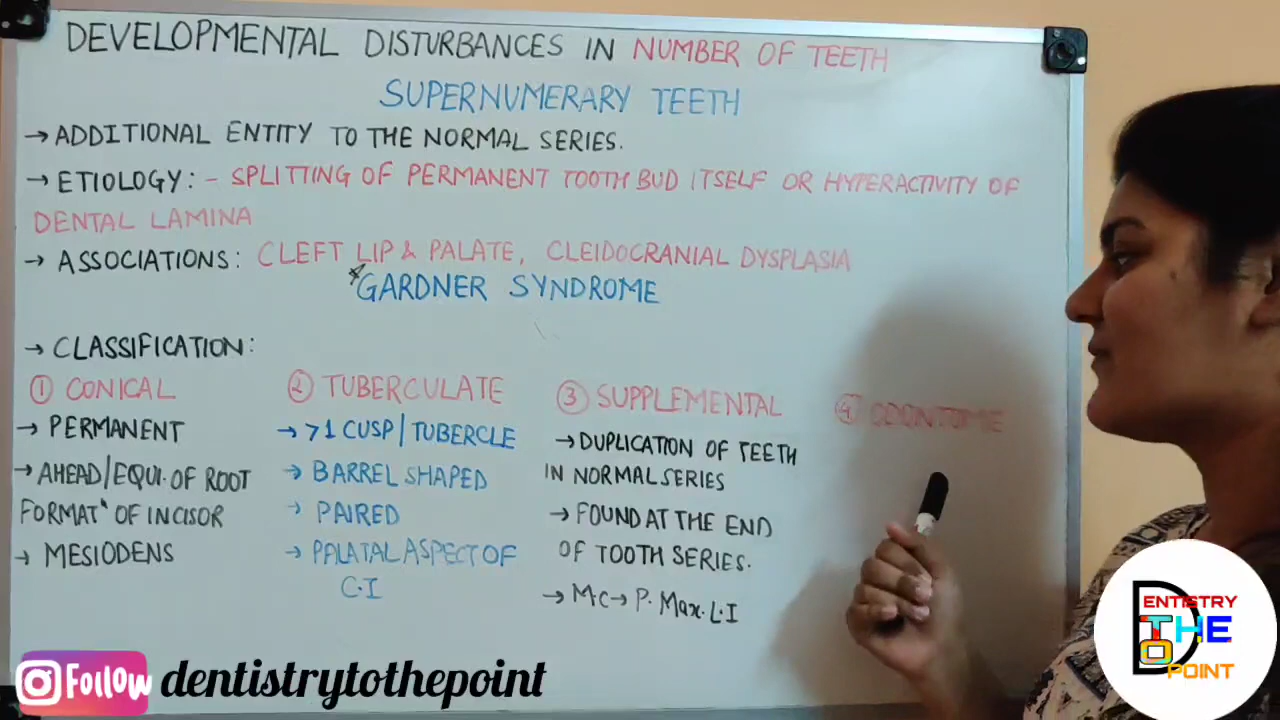 DEVELOPMENTAL DISTURBANCES IN NUMBER OF TEETH
SUPERNUMERARY TEETH
→ ADDITIONAL ENTITY TO THE NORMAL SERIES.
→ ETIOLOGY: - SPLITTING OF PERMANENT TOOTH BUD ITSELF OR HYPERACTIVITY OF
DENTAL LAMINA
→ ASSOCIATIONS: CLEFT LIP & PALATE, CLEIDOCRANIAL DYSPLASIA
*GARDNER SYNDROME
→ CLASSIFICATION:
① CONICAL
→ PERMANENT
→ AHEAD/EQUI. OF ROOT
FORMATⁿ OF INCISOR
→ MESIODENS
② TUBERCULATE
→ >1 CUSP/TUBERCLE
→ BARREL SHAPED
→ PAIRED
→ PALATAL ASPECT OF
C.I
③ SUPPLEMENTAL
→ DUPLICATION OF TEETH
IN NORMAL SERIES
→ FOUND AT THE END
OF TOOTH SERIES.
→ Mc → P. Max. L.I
④ ODONTOME
Follow dentistrytothepoint
DENTISTRY
TO THE
POINT